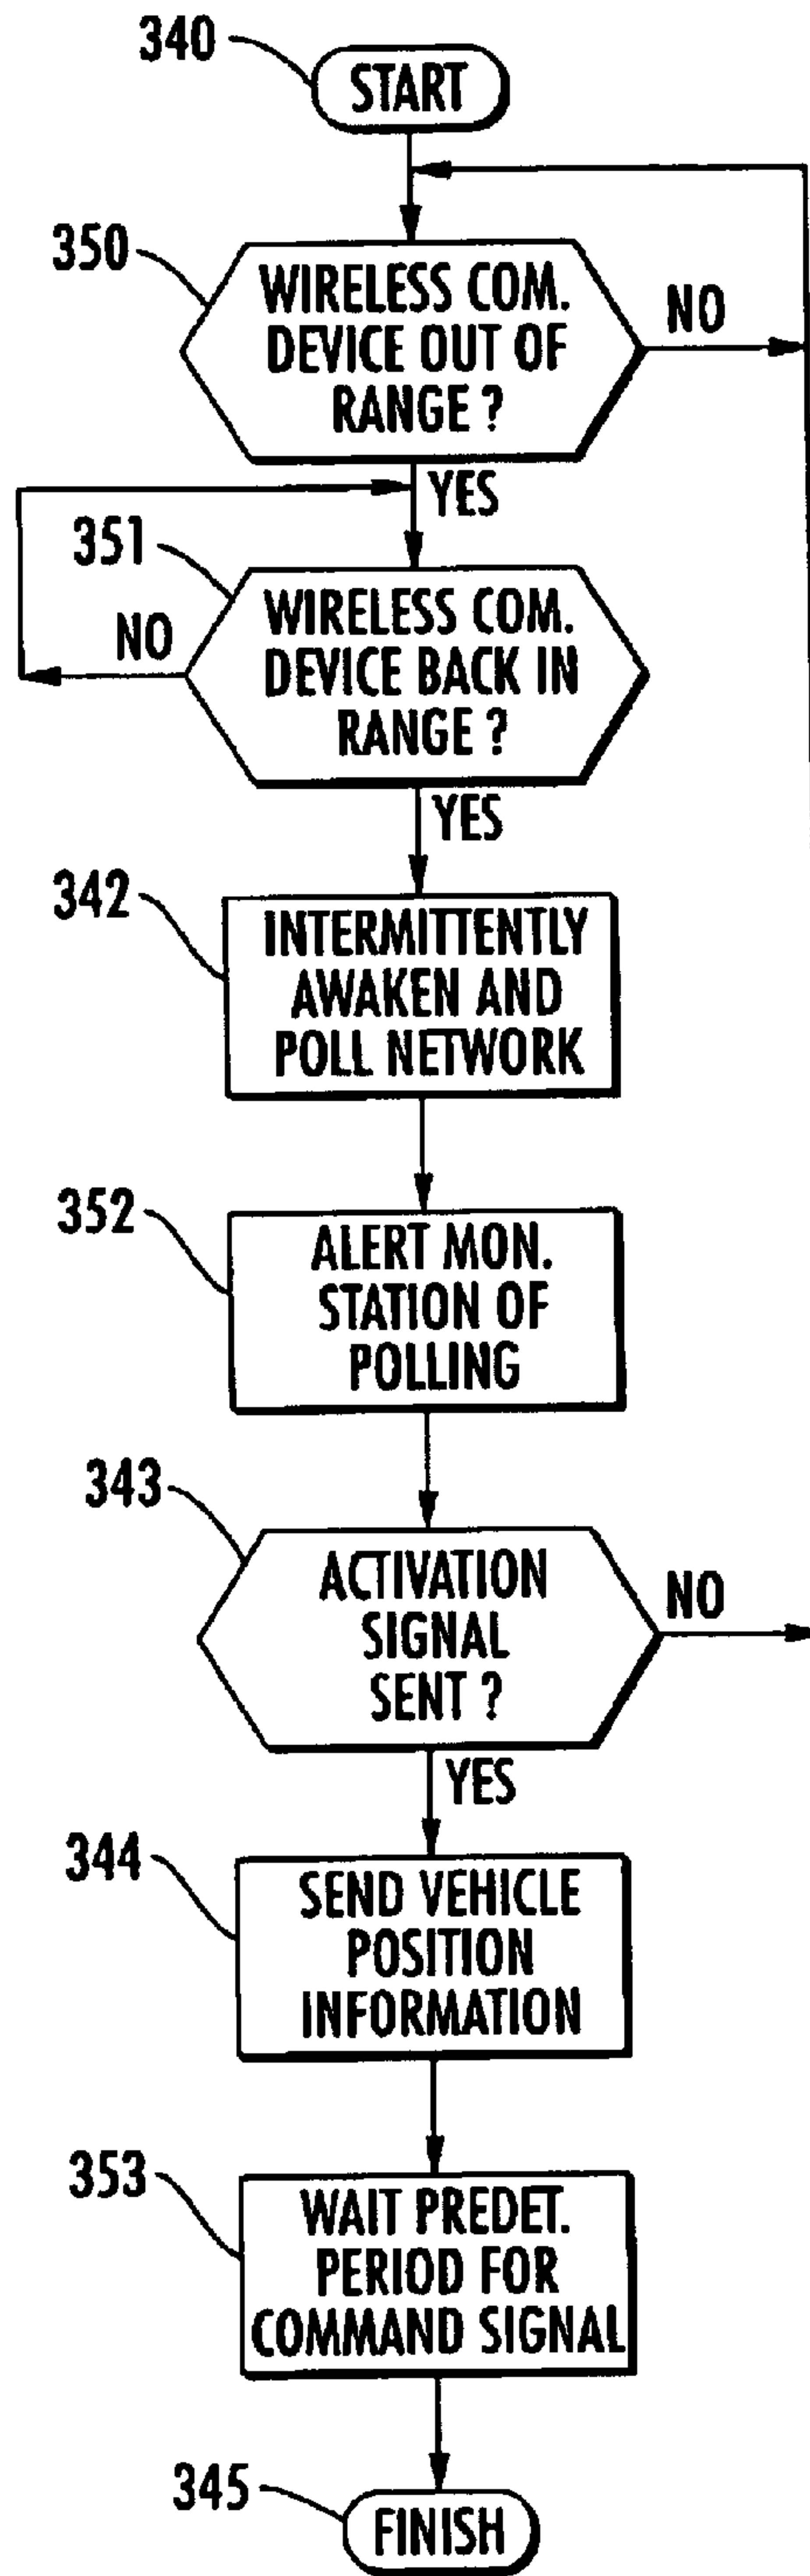 340
START
350
WIRELESS COM.
DEVICE OUT OF
RANGE ?
NO
YES
351
WIRELESS COM.
DEVICE BACK IN
RANGE ?
NO
YES
342
INTERMITTENTLY
AWAKEN AND
POLL NETWORK
352
ALERT MON.
STATION OF
POLLING
343
ACTIVATION
SIGNAL
SENT ?
NO
YES
344
SEND VEHICLE
POSITION
INFORMATION
353
WAIT PREDET.
PERIOD FOR
COMMAND SIGNAL
345
FINISH